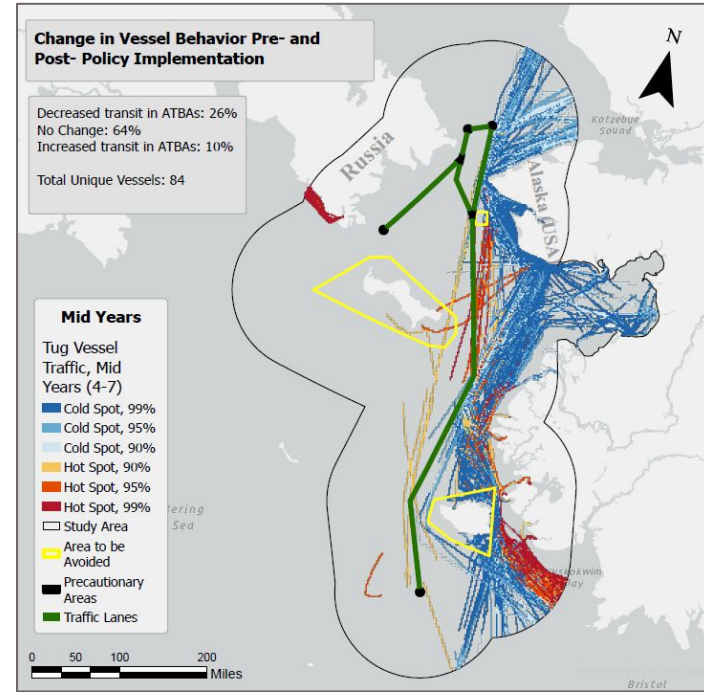 Change in Vessel Behavior Pre- and
Post- Policy Implementation
Decreased transit in ATBAs: 26%
No Change: 64%
Increased transit in ATBAs: 10%
Total Unique Vessels: 84
N
Kotzebue
Sound
Russia
Alaska (USA
Mid Years
Tug Vessel
Traffic, Mid
Years (4-7)
Cold Spot, 99%
Cold Spot, 95%
Cold Spot, 90%
Hot Spot, 90%
Hot Spot, 95%
Hot Spot, 99%
Study Area
Area to be
Avoided
Precautionary
Areas
Traffic Lanes
tering
Sea
uskokwim
Bay
0 50 100 200
Miles
Bristol